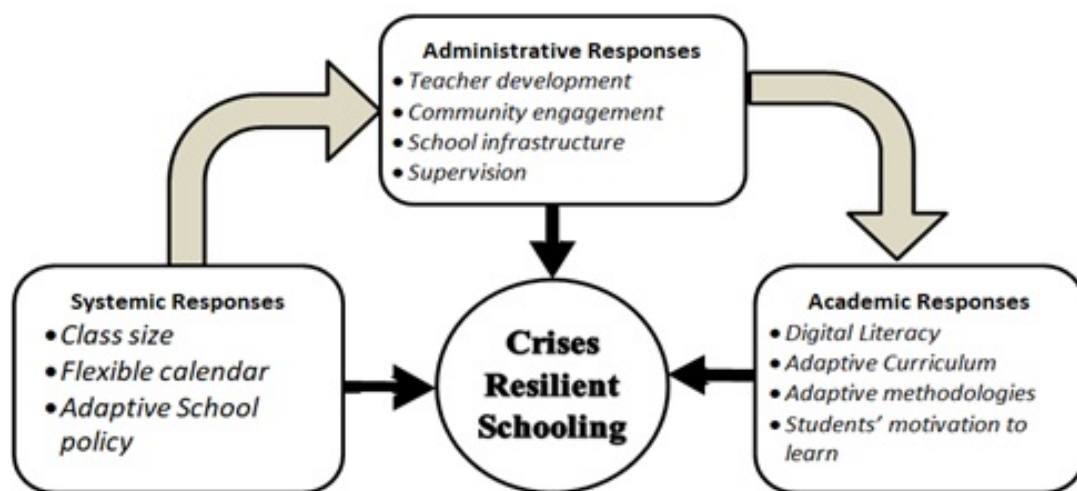 Administrative Responses
• Teacher development
• Community engagement
• School infrastructure
• Supervision
Systemic Responses
• Class size
• Flexible calendar
• Adaptive School
policy
Crises
Resilient
Schooling
Academic Responses
• Digital Literacy
• Adaptive Curriculum
• Adaptive methodologies
• Students’ motivation to
learn